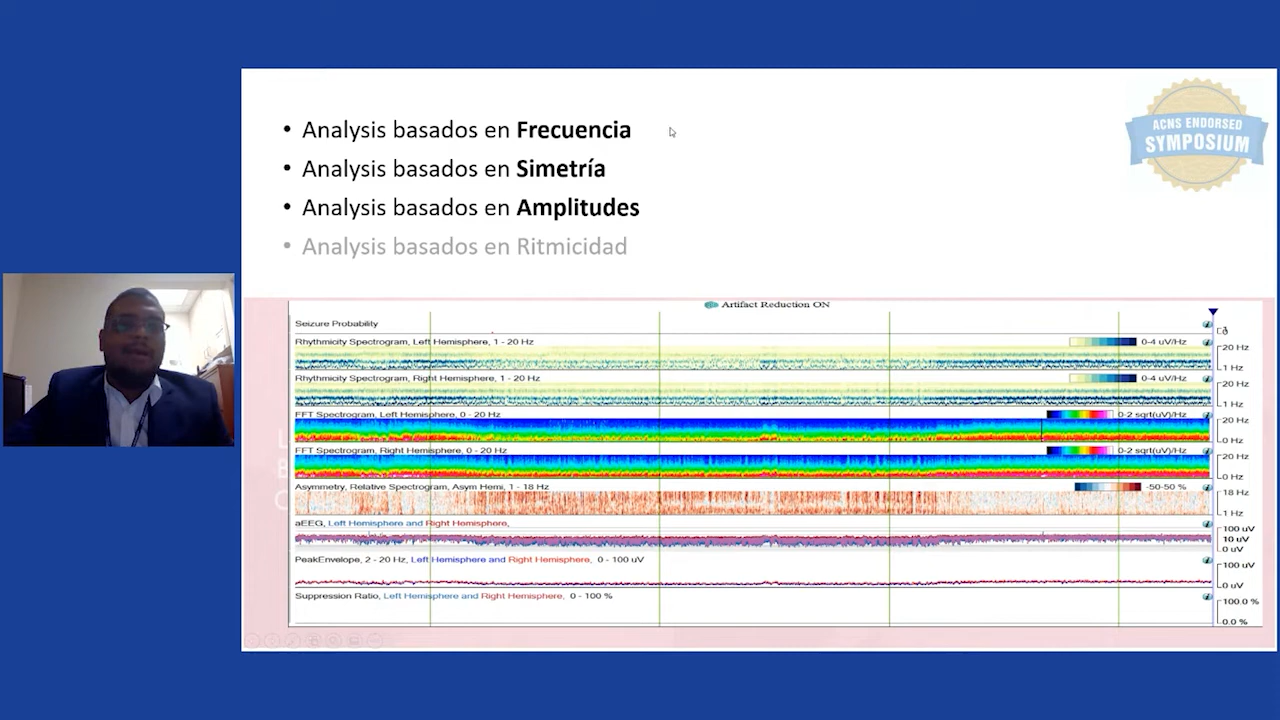 • Analysis basados en Frecuencia
• Analysis basados en Simetría
• Analysis basados en Amplitudes
• Analysis basados en Ritmicidad
ACNS ENDORSED
SYMPOSIUM
Artifact Reduction ON
Seizure Probability
Rhythmicity Spectrogram, Left Hemisphere, 1 - 20 Hz
0-4 uV/Hz
20 Hz
1 Hz
Rhythmicity Spectrogram, Right Hemisphere, 1 - 20 Hz
0-4 uV/Hz
20 Hz
1 Hz
FFT Spectrogram, Left Hemisphere, 0 - 20 Hz
0-2 sqrt(uV)/Hz
20 Hz
0 Hz
FFT Spectrogram, Right Hemisphere, 0 - 20 Hz
0-2 sqrt(uV)/Hz
20 Hz
0 Hz
Asymmetry, Relative Spectrogram, Asym Hemi, 1 - 18 Hz
-50-50 %
18 Hz
1 Hz
aEEG, Left Hemisphere and Right Hemisphere,
100 uV
10 uV
0 uV
PeakEnvelope, 2 - 20 Hz, Left Hemisphere and Right Hemisphere, 0 - 100 uV
100 uV
0 uV
Suppression Ratio, Left Hemisphere and Right Hemisphere, 0 - 100 %
100.0 %
0.0 %